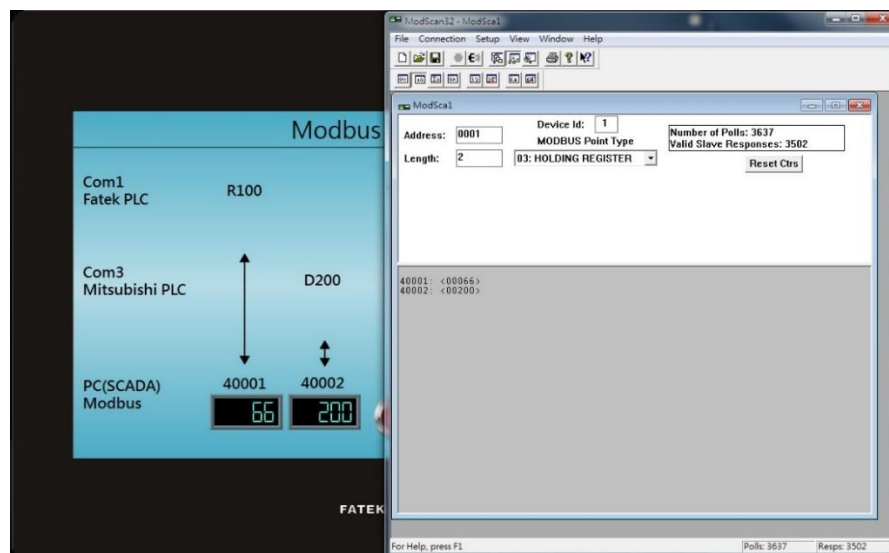 Modbus
Com1
Fatek PLC
R100
Com3
Mitsubishi PLC
D200
PC(SCADA)
Modbus
40001
40002
66
200
FATEK
ModScan32 - ModSca1
File Connection Setup View Window Help
ModSca1
Address: 0001
Device Id: 1
MODBUS Point Type
Length: 2
03: HOLDING REGISTER
Number of Polls: 3637
Valid Slave Responses: 3502
Reset Ctrs
40001: <00066>
40002: <00200>
For Help, press F1
Polls: 3637
Resps: 3502